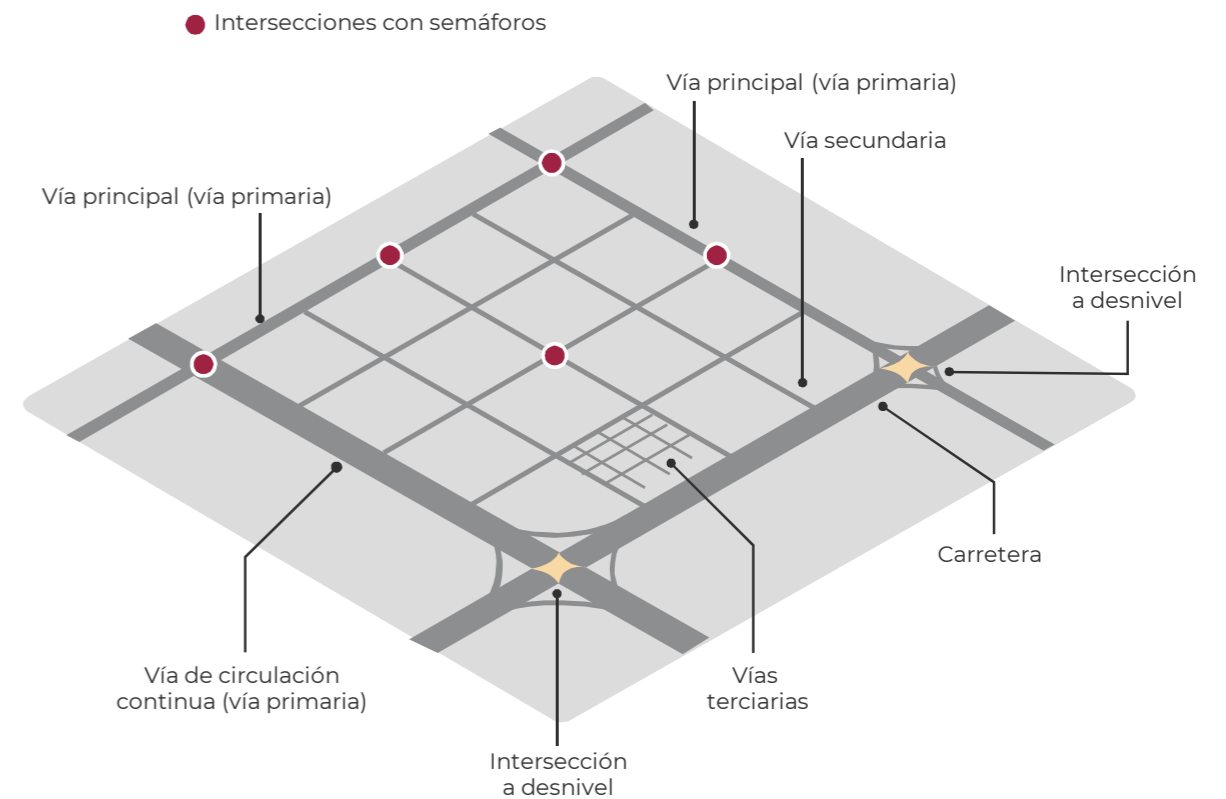 Intersecciones con semáforos
Vía principal (vía primaria)
Vía secundaria
Vía principal (vía primaria)
Intersección
a desnivel
Carretera
Vía de circulación
continua (vía primaria)
Vías
terciarias
Intersección
a desnivel